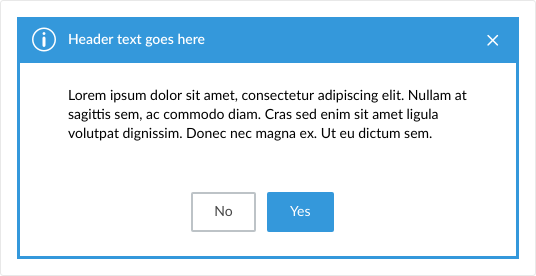 Header text goes here
Lorem ipsum dolor sit amet, consectetur adipiscing elit. Nullam at
sagittis sem, ac commodo diam. Cras sed enim sit amet ligula
volutpat dignissim. Donec nec magna ex. Ut eu dictum sem.
No
Yes